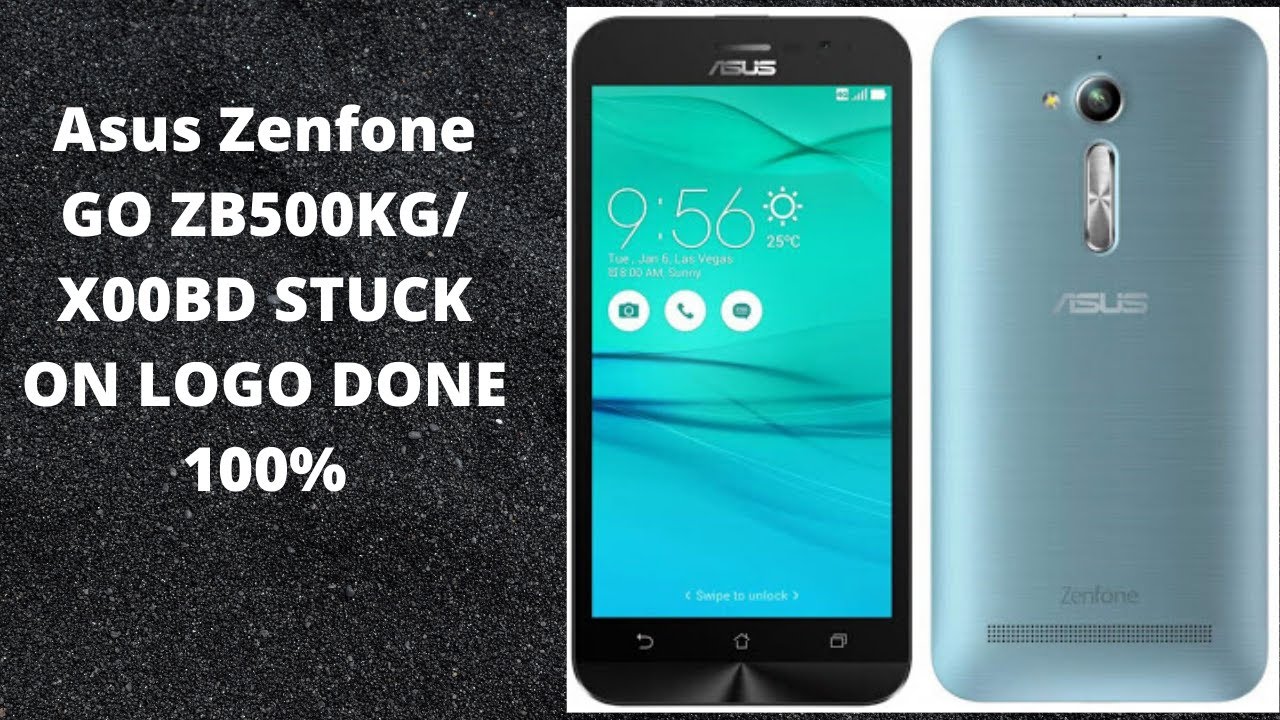 Asus Zenfone
GO ZB500KG/
X00BD STUCK
ON LOGO DONE
100%
ASUS
4G
9:56
25°C
Tue, Jan 6, Las Vegas
8:00 AM, Sunny
< Swipe to unlock >
ASUS
Zenfone